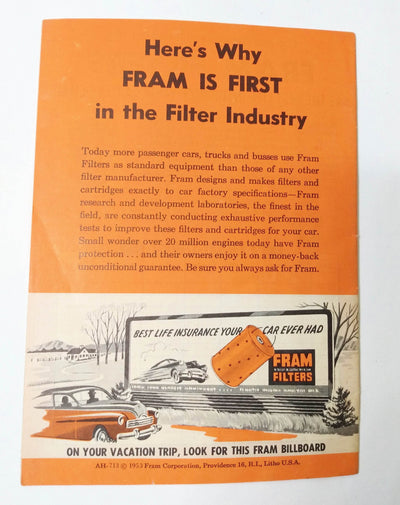 Here's Why
FRAM IS FIRST
in the Filter Industry
Today more passenger cars, trucks and busses use Fram
Filters as standard equipment than those of any other
filter manufacturer. Fram designs and makes filters and
cartridges exactly to car factory specifications—Fram
research and development laboratories, the finest in the
field, are constantly conducting exhaustive performance
tests to improve these filters and cartridges for your car.
Small wonder over 20 million engines today have Fram
protection . . . and their owners enjoy it on a money-back
unconditional guarantee. Be sure you always ask for Fram.
BEST LIFE INSURANCE YOUR CAR EVER HAD
FRAM
FILTERS
ON YOUR VACATION TRIP, LOOK FOR THIS FRAM BILLBOARD
AH-713 © 1953 Fram Corporation, Providence 16, R.I., Litho U.S.A.